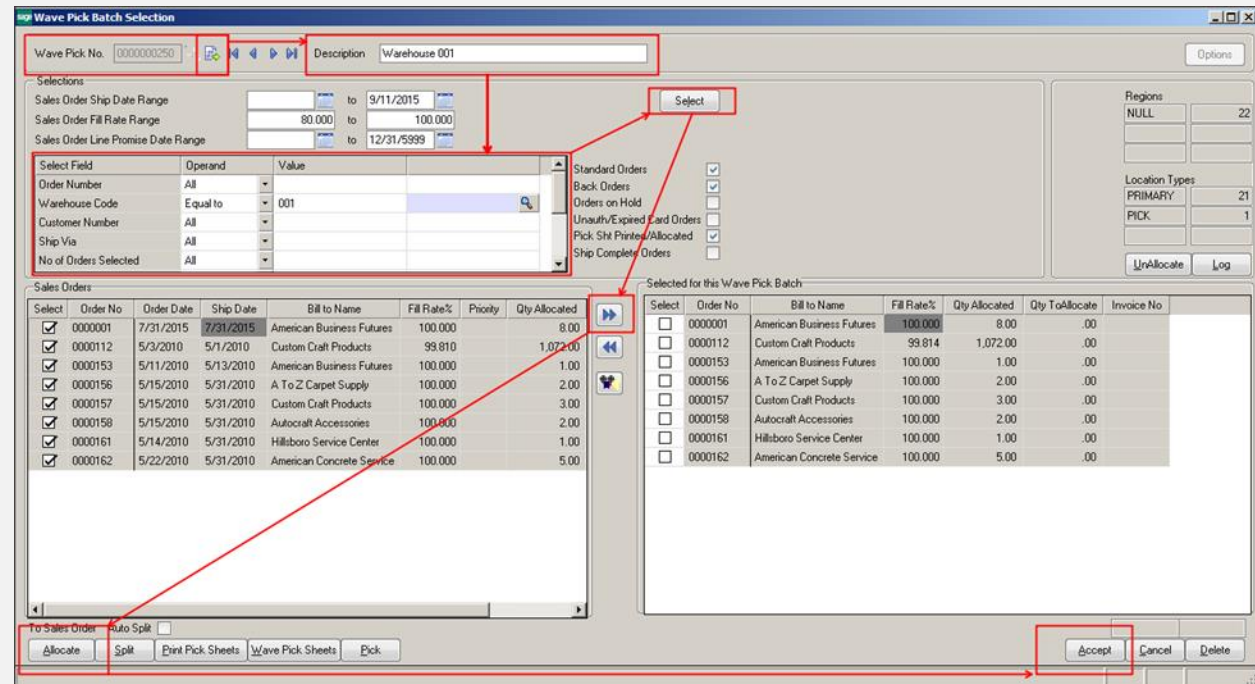 sage Wave Pick Batch Selection
Wave Pick No. 0000000250 Description Warehouse 001 Options
Selections
Sales Order Ship Date Range to 9/11/2015
Sales Order Fill Rate Range 80.000 to 100.000
Sales Order Line Promise Date Range to 12/31/5999
Select
Select Field Operand Value
Order Number All
Warehouse Code Equal to 001
Customer Number All
Ship Via All
No of Orders Selected All
Standard Orders
Back Orders
Orders on Hold
Unauth/Expired Card Orders
Pick Sht Printed/Allocated
Ship Complete Orders
Regions
NULL 22
Location Types
PRIMARY 21
PICK 1
UnAllocate Log
Sales Orders
Select Order No Order Date Ship Date Bill to Name Fill Rate% Priority Qty Allocated
0000001 7/31/2015 7/31/2015 American Business Futures 100.000 8.00
0000112 5/3/2010 5/1/2010 Custom Craft Products 99.810 1,072.00
0000153 5/11/2010 5/13/2010 American Business Futures 100.000 1.00
0000156 5/15/2010 5/31/2010 A To Z Carpet Supply 100.000 2.00
0000157 5/15/2010 5/31/2010 Custom Craft Products 100.000 3.00
0000158 5/15/2010 5/31/2010 Autocraft Accessories 100.000 2.00
0000161 5/14/2010 5/31/2010 Hillsboro Service Center 100.000 1.00
0000162 5/22/2010 5/31/2010 American Concrete Service 100.000 5.00
Selected for this Wave Pick Batch
Select Order No Bill to Name Fill Rate% Qty Allocated Qty ToAllocate Invoice No
0000001 American Business Futures 100.000 8.00 .00
0000112 Custom Craft Products 99.814 1,072.00 .00
0000153 American Business Futures 100.000 1.00 .00
0000156 A To Z Carpet Supply 100.000 2.00 .00
0000157 Custom Craft Products 100.000 3.00 .00
0000158 Autocraft Accessories 100.000 2.00 .00
0000161 Hillsboro Service Center 100.000 1.00 .00
0000162 American Concrete Service 100.000 5.00 .00
To Sales Order Auto Split
Allocate Split Print Pick Sheets Wave Pick Sheets Pick Accept Cancel Delete